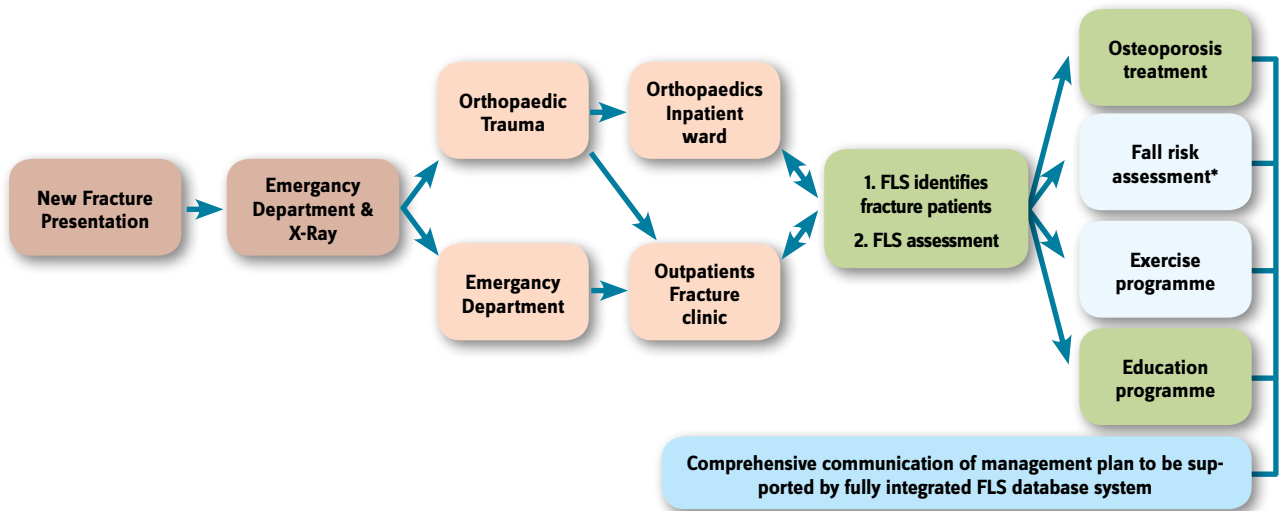 New Fracture
Presentation
Emergancy
Department &
X-Ray
Orthopaedic
Trauma
Emergancy
Department
Orthopaedics
Inpatient
ward
Outpatients
Fracture
clinic
1. FLS identifies
fracture patients
2. FLS assessment
Osteoporosis
treatment
Fall risk
assessment*
Exercise
programme
Education
programme
Comprehensive communication of management plan to be sup-
ported by fully integrated FLS database system